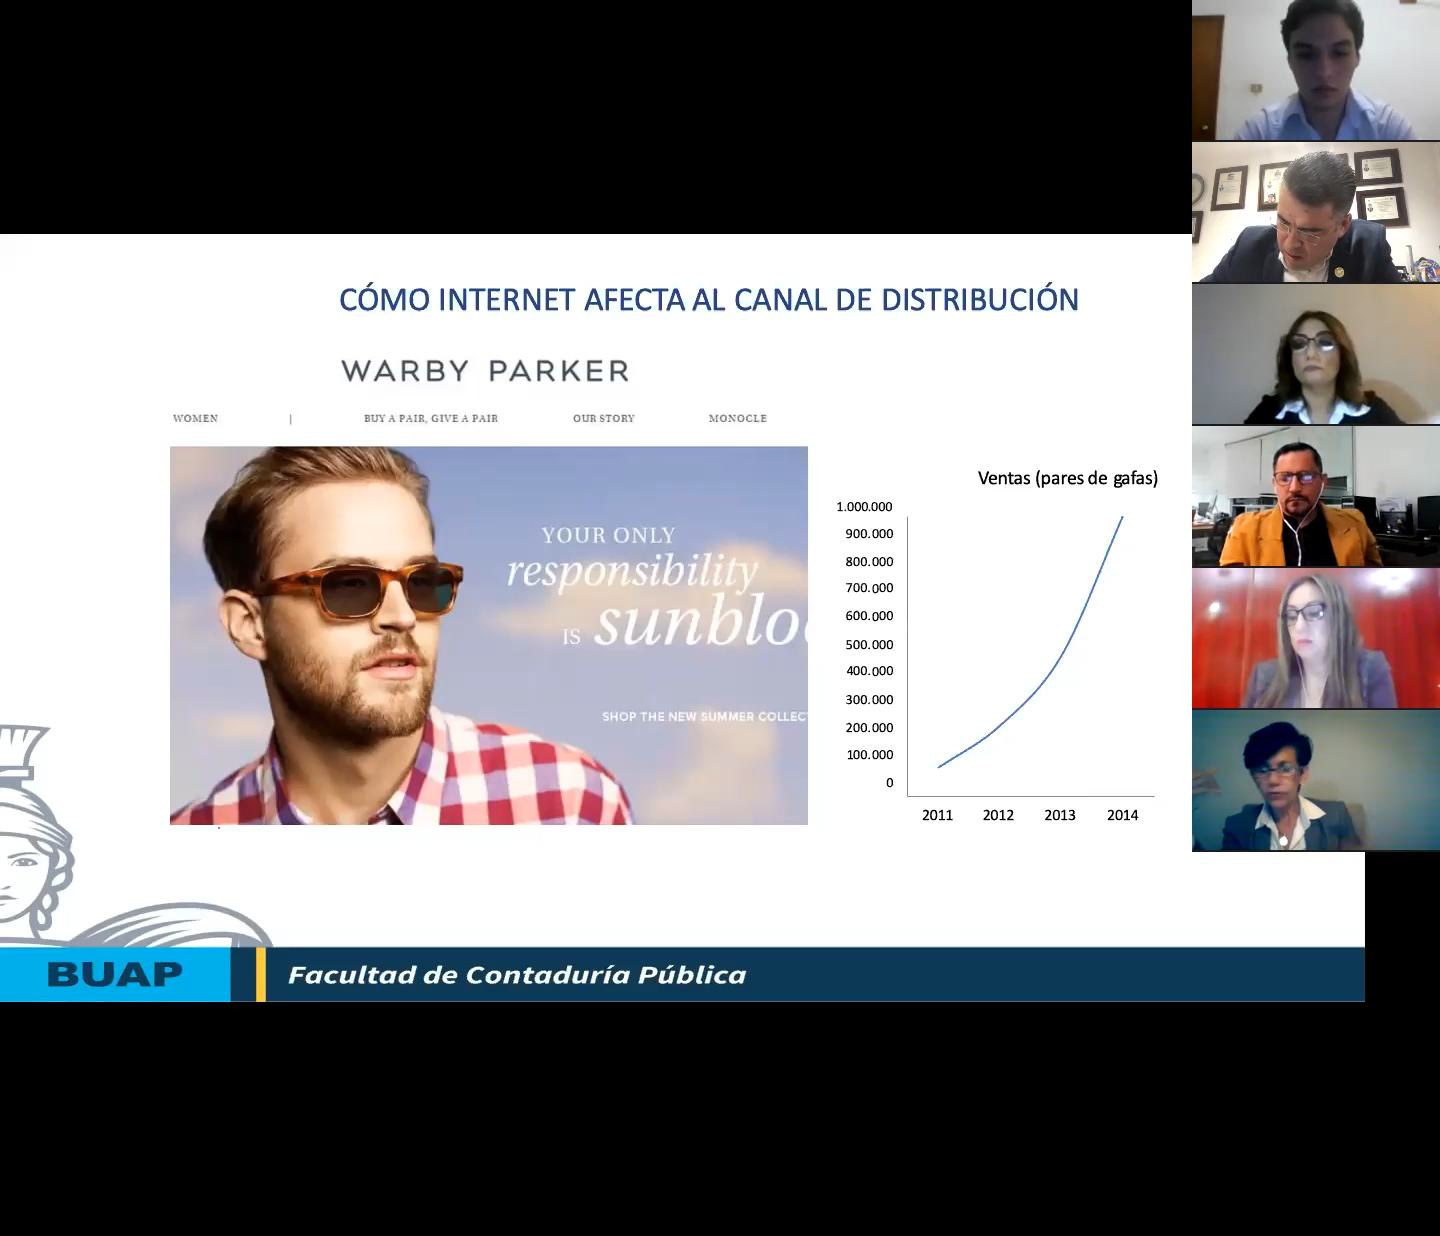 CÓMO INTERNET AFECTA AL CANAL DE DISTRIBUCIÓN
WARBY PARKER
WOMEN | BUY A PAIR, GIVE A PAIR OUR STORY MONOCLE
YOUR ONLY
responsibility
IS sunbloc
SHOP THE NEW SUMMER COLLECT
Ventas (pares de gafas)
1.000.000
900.000
800.000
700.000
600.000
500.000
400.000
300.000
200.000
100.000
0
2011 2012 2013 2014
BUAP Facultad de Contaduría Pública